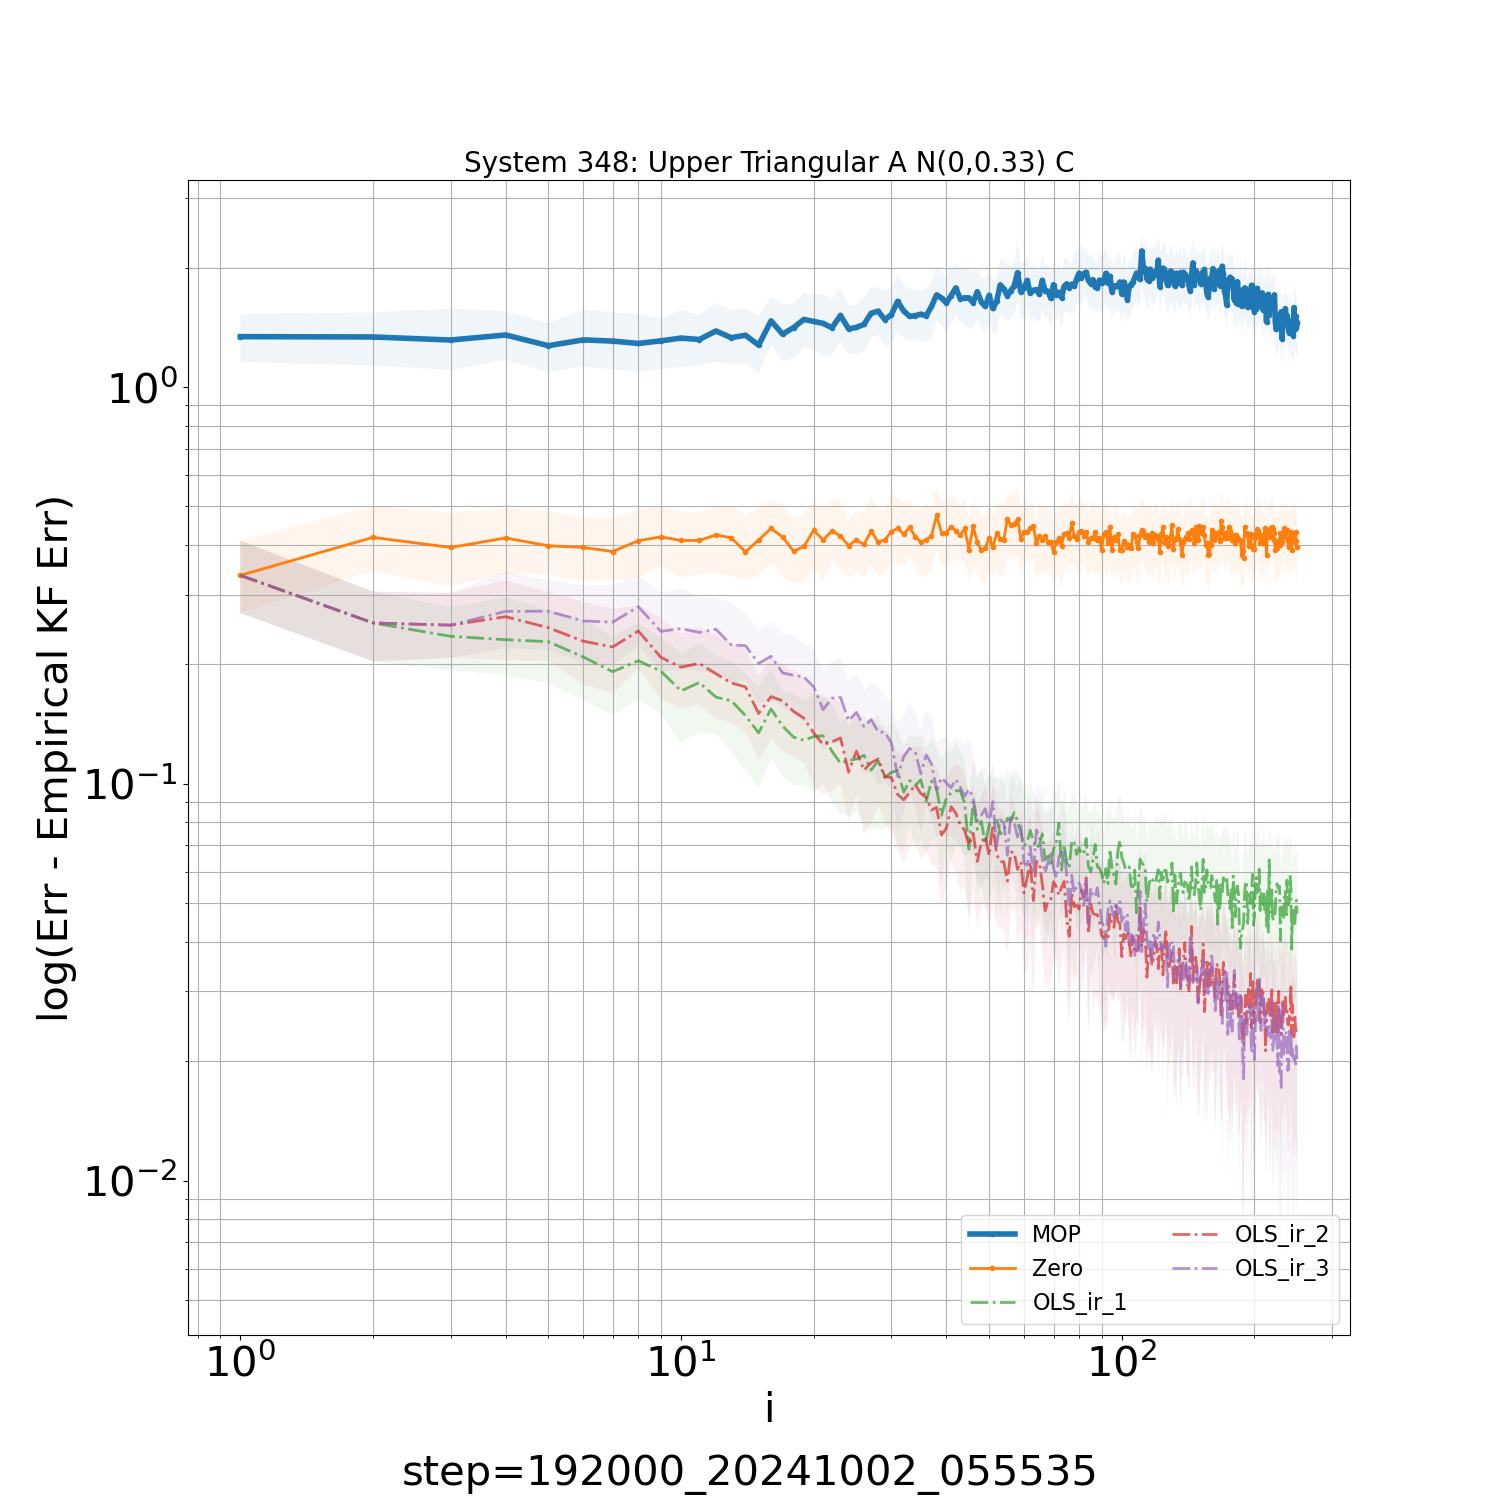 System 348: Upper Triangular A N(0,0.33) C
log(Err - Empirical KF Err)
10^0
10^-1
10^-2
10^0 10^1 10^2
i
step=192000_20241002_055535
MOP
Zero
OLS_ir_1
OLS_ir_2
OLS_ir_3